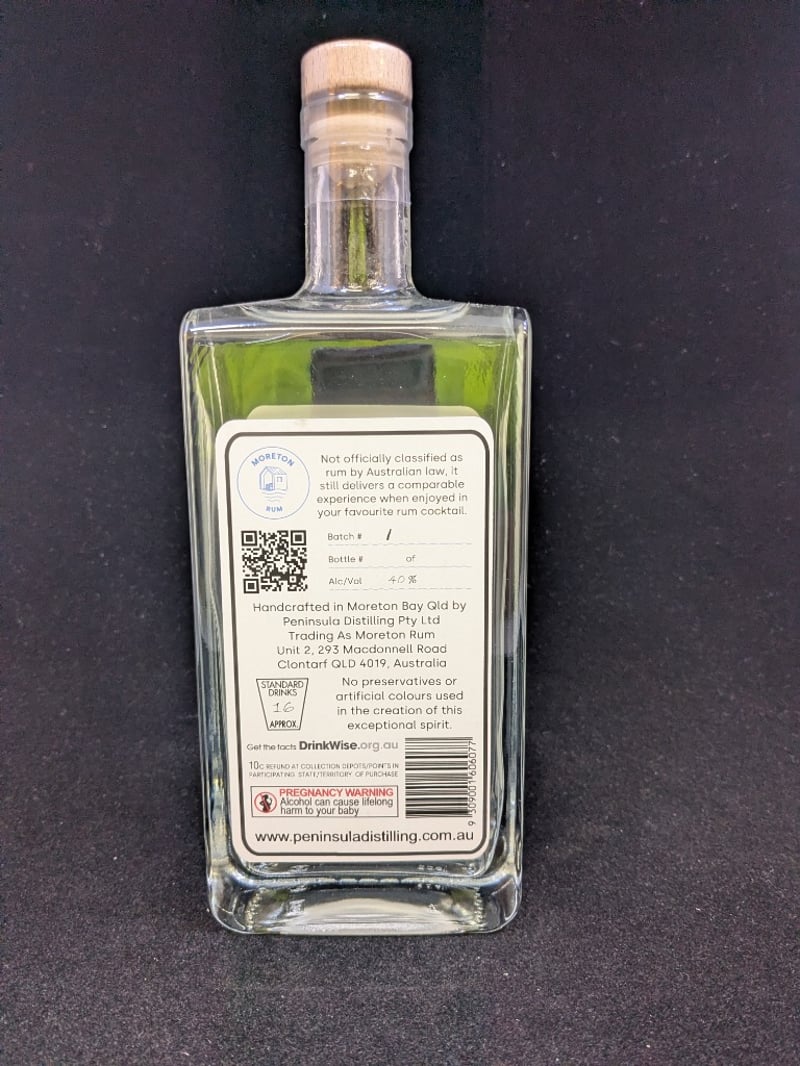 MORETON
RUM
Not officially classified as
rum by Australian law, it
still delivers a comparable
experience when enjoyed in
your favourite rum cocktail.
Batch # 1
Bottle # of
Alc/Vol 40%
Handcrafted in Moreton Bay Qld by
Peninsula Distilling Pty Ltd
Trading As Moreton Rum
Unit 2, 293 Macdonnell Road
Clontarf QLD 4019, Australia
STANDARD
DRINKS
16
APPROX.
No preservatives or
artificial colours used
in the creation of this
exceptional spirit.
Get the facts DrinkWise.org.au
10c REFUND AT COLLECTION DEPOTS/POINTS IN
PARTICIPATING STATE/TERRITORY OF PURCHASE
PREGNANCY WARNING
Alcohol can cause lifelong
harm to your baby
9 309001 606077
www.peninsuladistilling.com.au